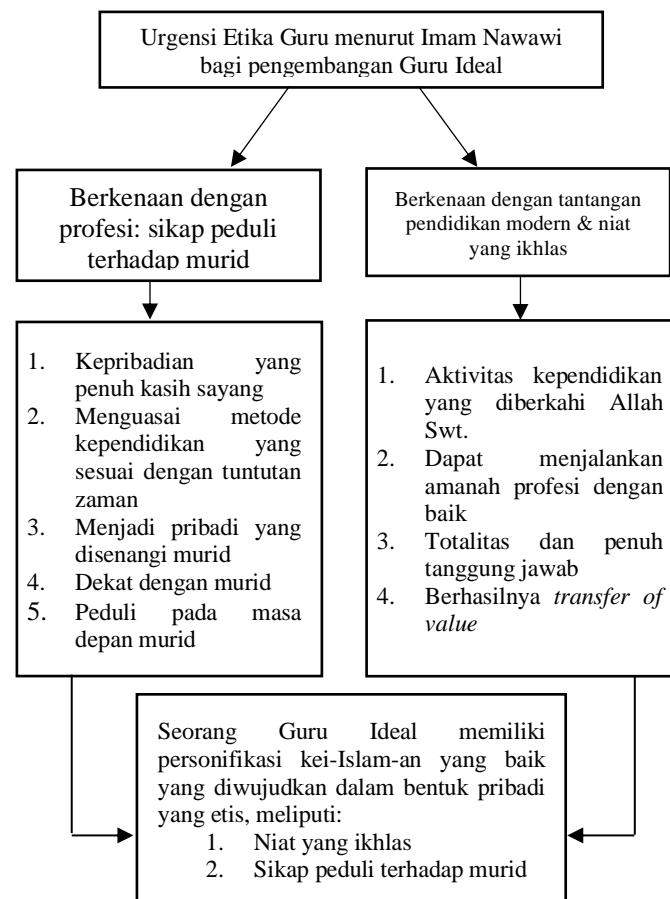 Urgensi Etika Guru menurut Imam Nawawi
bagi pengembangan Guru Ideal
Berkenaan dengan
profesi: sikap peduli
terhadap murid
Berkenaan dengan tantangan
pendidikan modern & niat
yang ikhlas
1. Kepribadian yang
penuh kasih sayang
2. Menguasai metode
kependidikan yang
sesuai dengan tuntutan
zaman
3. Menjadi pribadi yang
disenangi murid
4. Dekat dengan murid
5. Peduli pada masa
depan murid
1. Aktivitas kependidikan
yang diberkahi Allah
Swt.
2. Dapat menjalankan
amanah profesi dengan
baik
3. Totalitas dan penuh
tanggung jawab
4. Berhasilnya transfer of
value
Seorang Guru Ideal memiliki
personifikasi kei-Islam-an yang baik
yang diwujudkan dalam bentuk pribadi
yang etis, meliputi:
1. Niat yang ikhlas
2. Sikap peduli terhadap murid